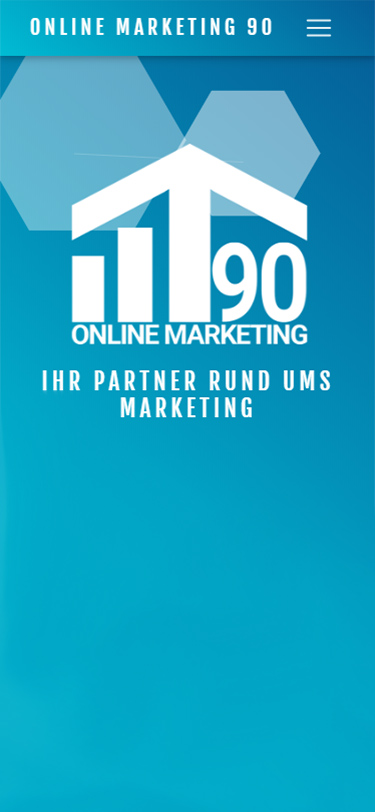 ONLINE MARKETING 90
90
ONLINE MARKETING
IHR PARTNER RUND UMS
MARKETING